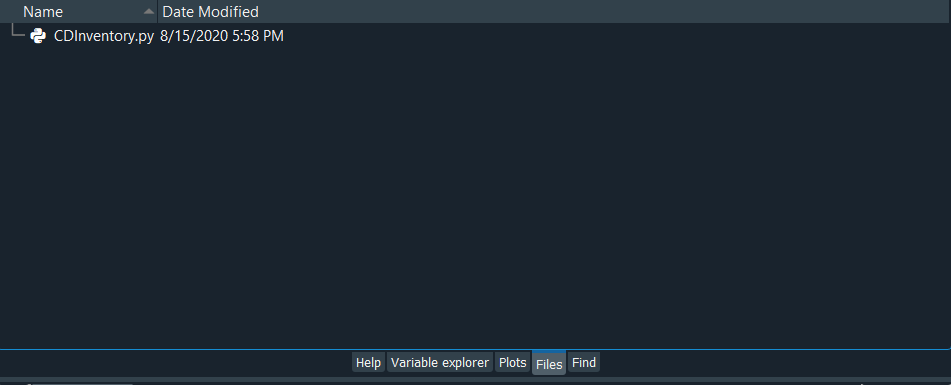 Name Date Modified
CDInventory.py 8/15/2020 5:58 PM
Help Variable explorer Plots Files Find